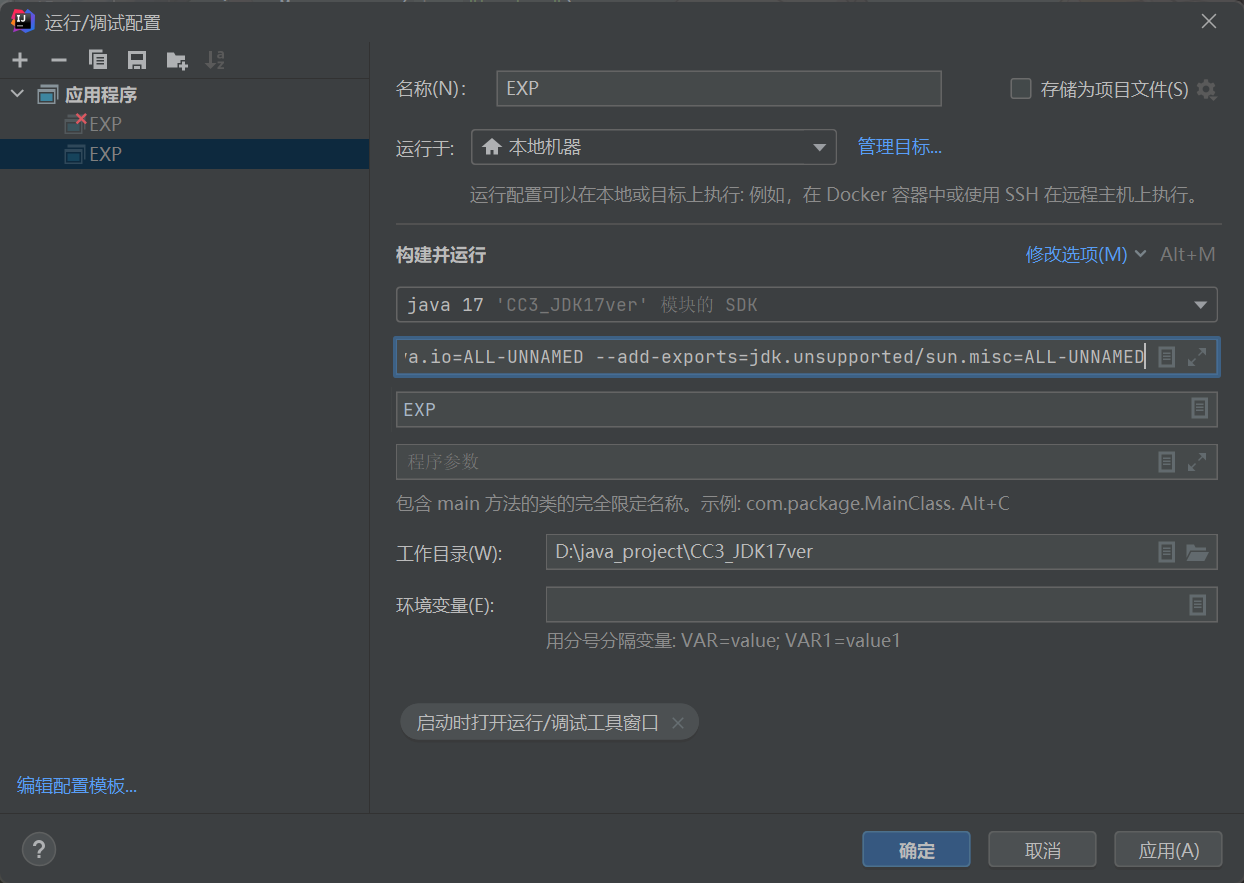 运行/调试配置
应用程序
EXP
EXP
编辑配置模板...
名称(N):
EXP
存储为项目文件(S)
运行于:
本地机器
管理目标...
运行配置可以在本地或目标上执行: 例如，在 Docker 容器中或使用 SSH 在远程主机上执行。
构建并运行
修改选项(M)
Alt+M
java 17 'CC3_JDK17ver' 模块的 SDK
va.io=ALL-UNNAMED --add-exports=jdk.unsupported/sun.misc=ALL-UNNAMED
EXP
程序参数
包含 main 方法的类的完全限定名称。示例: com.package.MainClass. Alt+C
工作目录(W):
D:\java_project\CC3_JDK17ver
环境变量(E):
用分号分隔变量: VAR=value; VAR1=value1
启动时打开运行/调试工具窗口
?
确定
取消
应用(A)